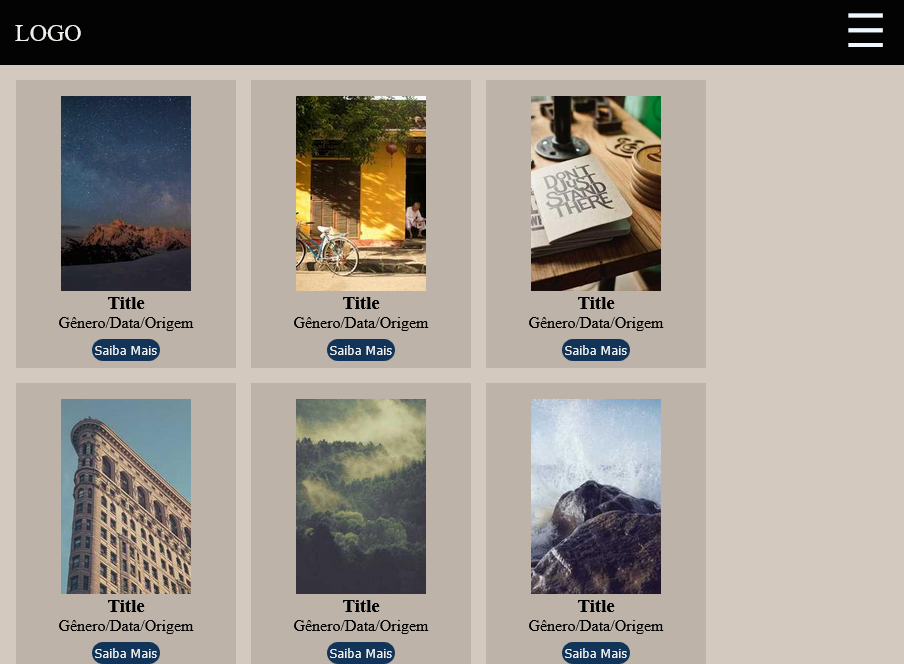 LOGO
DON'T
JUST
STAND
THERE
Title
Gênero/Data/Origem
Saiba Mais
Title
Gênero/Data/Origem
Saiba Mais
Title
Gênero/Data/Origem
Saiba Mais
Title
Gênero/Data/Origem
Saiba Mais
Title
Gênero/Data/Origem
Saiba Mais
Title
Gênero/Data/Origem
Saiba Mais